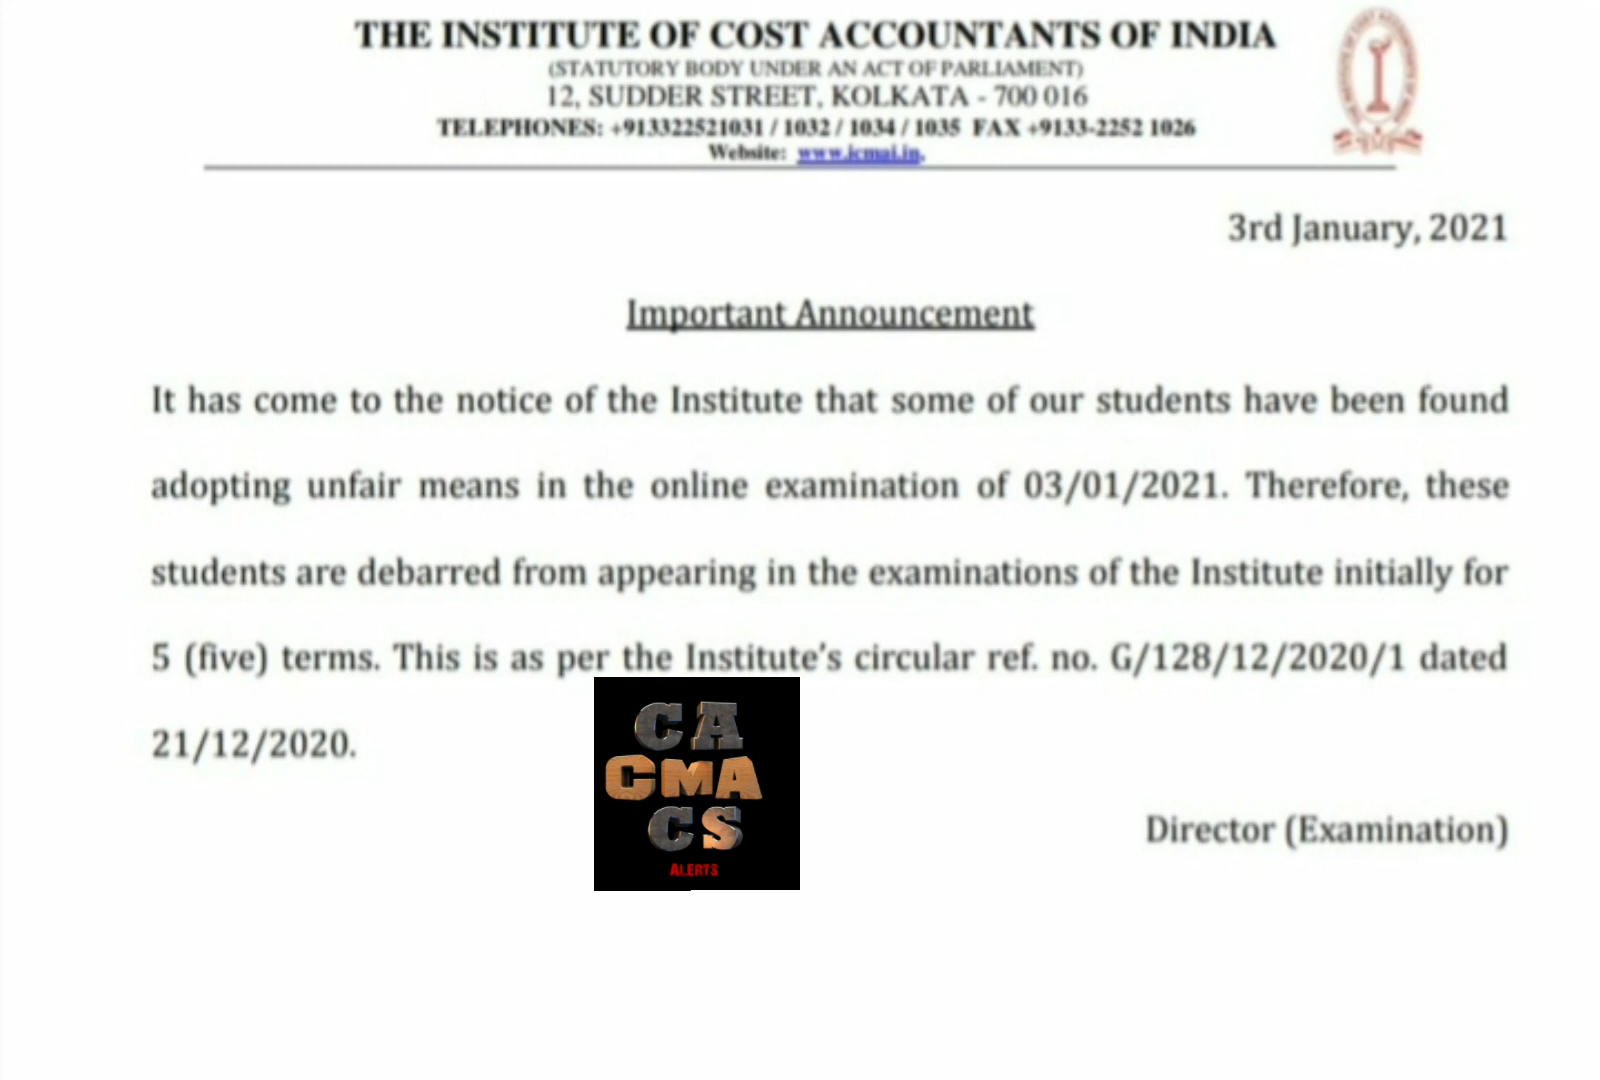 THE INSTITUTE OF COST ACCOUNTANTS OF INDIA
(STATUTORY BODY UNDER AN ACT OF PARLIAMENT)
12, SUDDER STREET, KOLKATA - 700 016
TELEPHONES: +913322521031 / 1032 / 1034 / 1035 FAX +9133-2252 1026
Website: www.icmai.in.
3rd January, 2021
Important Announcement
It has come to the notice of the Institute that some of our students have been found
adopting unfair means in the online examination of 03/01/2021. Therefore, these
students are debarred from appearing in the examinations of the Institute initially for
5 (five) terms. This is as per the Institute's circular ref. no. G/128/12/2020/1 dated
21/12/2020.
CA
CMA
CS
ALERTS
Director (Examination)